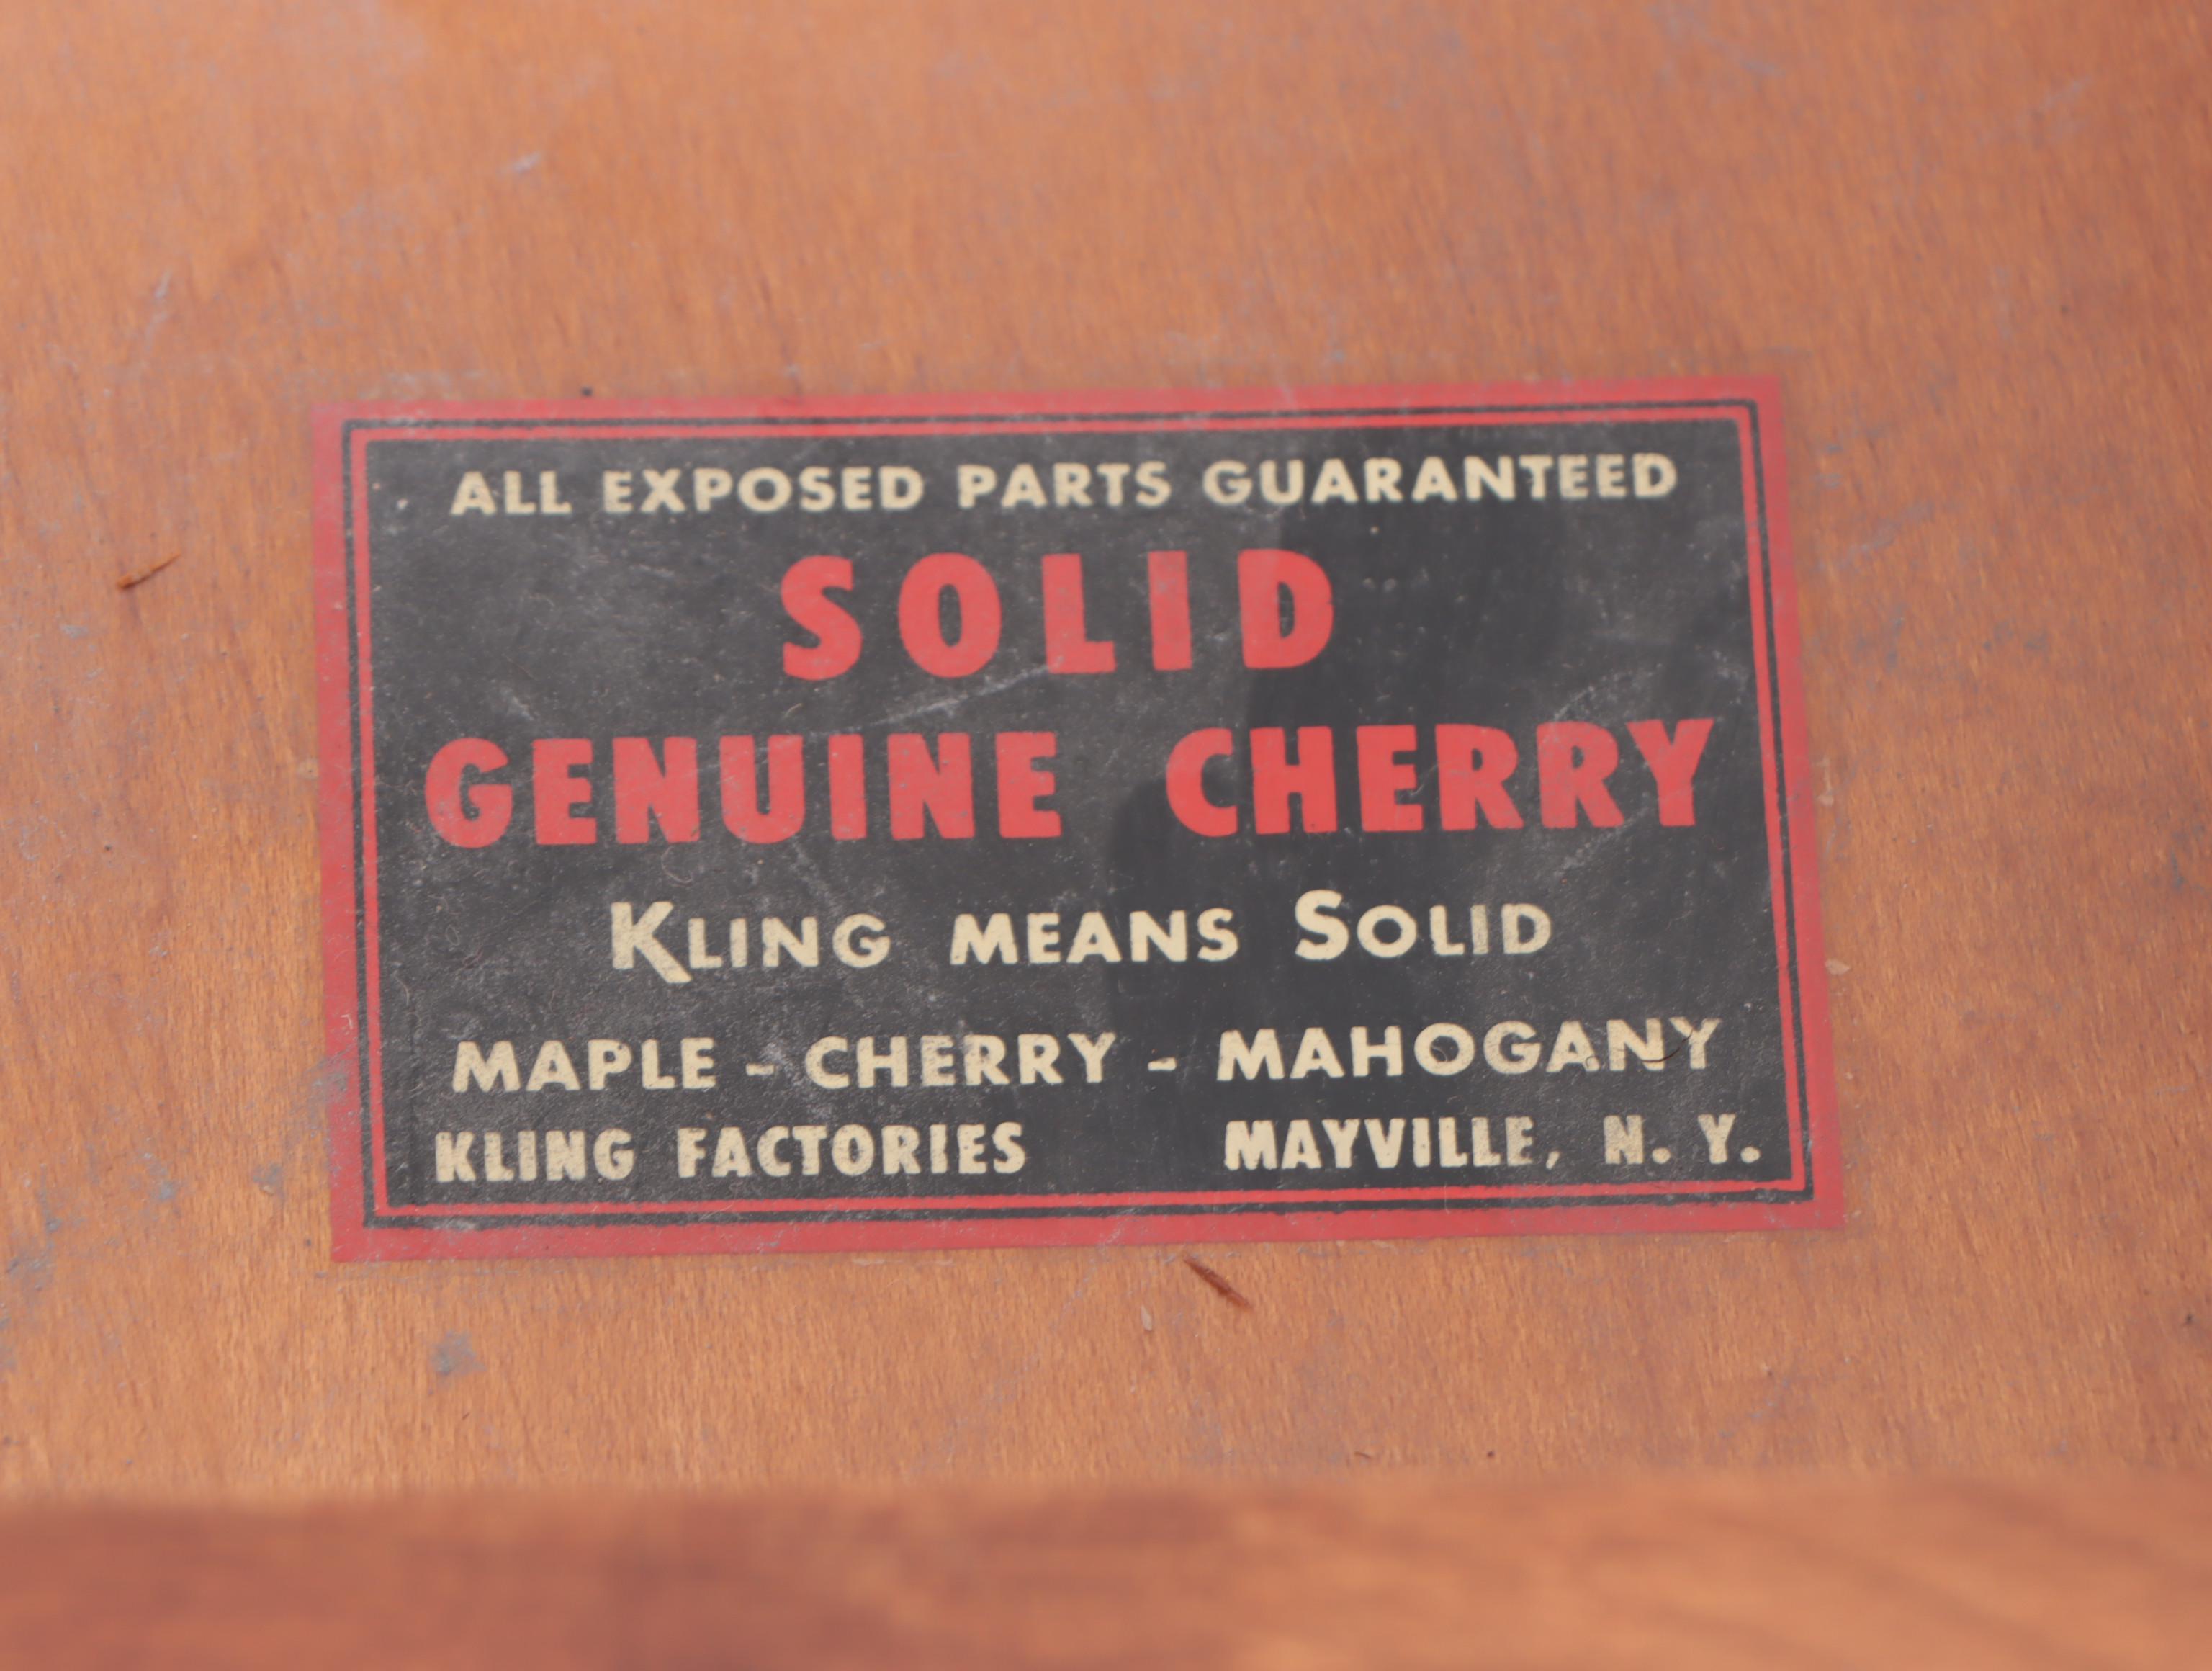 ALL EXPOSED PARTS GUARANTEED
SOLID
GENUINE CHERRY
KLING MEANS SOLID
MAPLE - CHERRY - MAHOGANY
KLING FACTORIES MAYVILLE, N. Y.